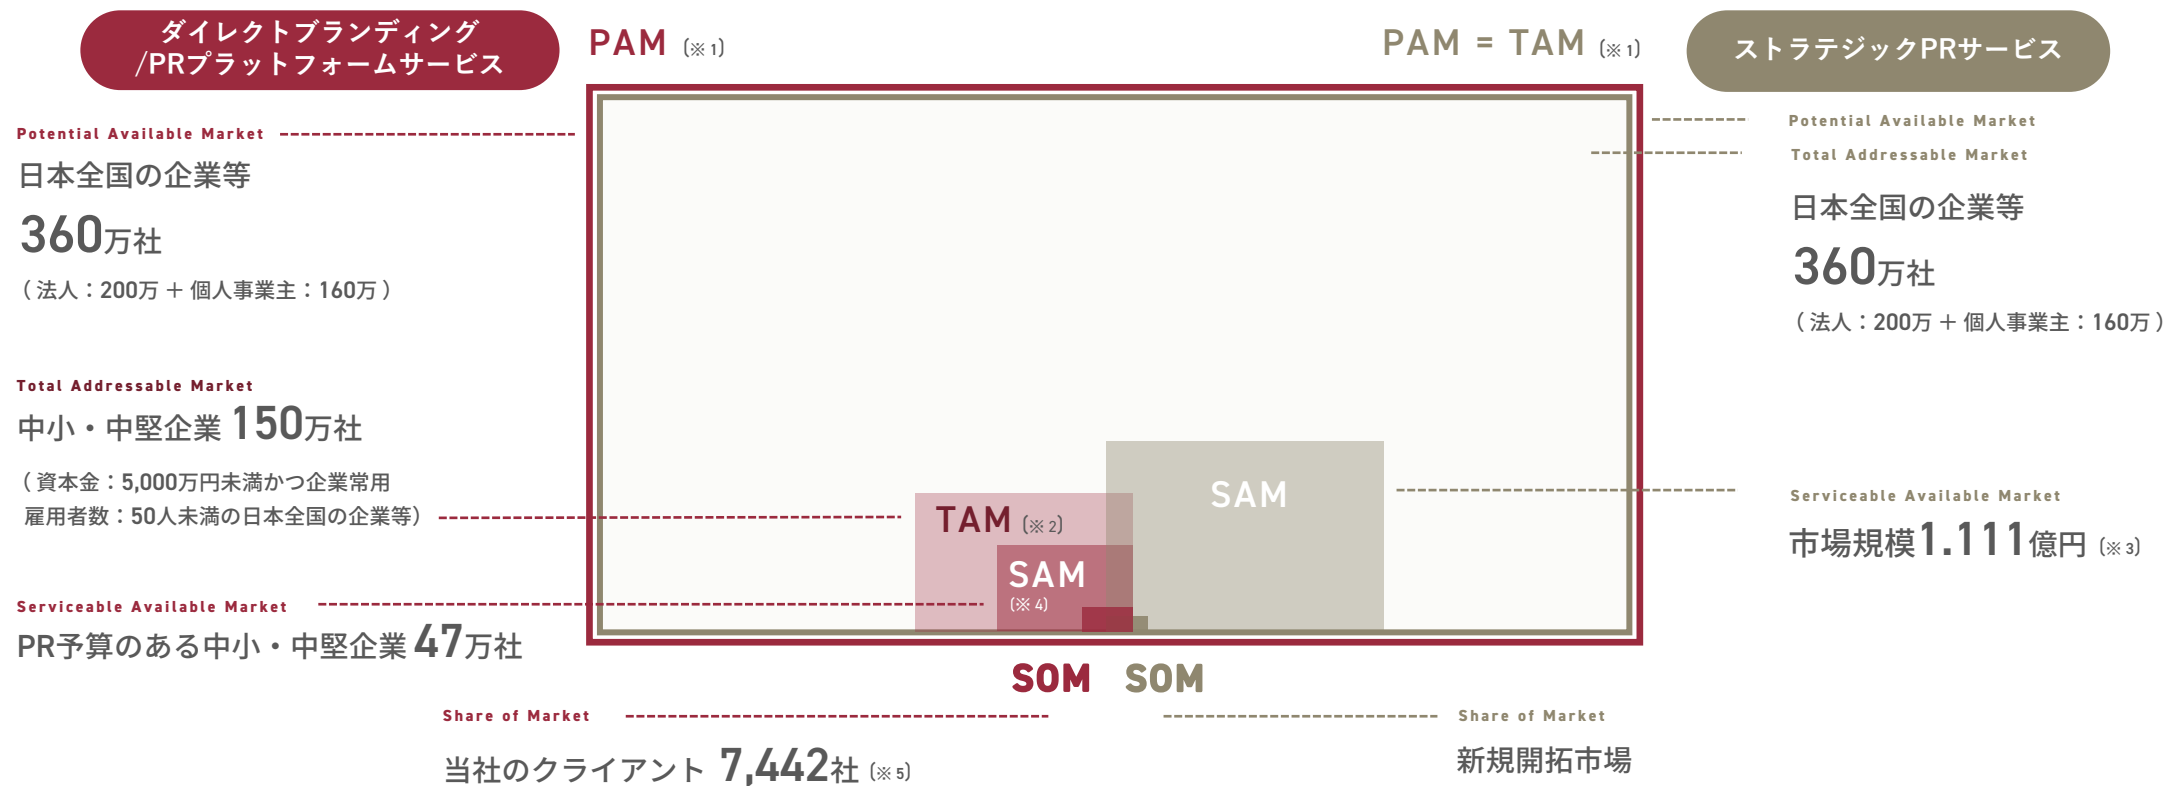 ダイレクトブランディング
/PRプラットフォームサービス
PAM (※ 1)
PAM = TAM (※ 1)
ストラテジックPRサービス
Potential Available Market
日本全国の企業等
360万社
( 法人：200万 ＋ 個人事業主：160万 )
Total Addressable Market
中小・中堅企業 150万社
( 資本金：5,000万円未満かつ企業常用
雇用者数：50人未満の日本全国の企業等)
Serviceable Available Market
PR予算のある中小・中堅企業 47万社
TAM (※ 2)
SAM
(※ 4)
SAM
Potential Available Market
Total Addressable Market
日本全国の企業等
360万社
( 法人：200万 ＋ 個人事業主：160万 )
Serviceable Available Market
市場規模1.111億円 (※ 3)
SOM
SOM
Share of Market
当社のクライアント 7,442社 (※ 5)
Share of Market
新規開拓市場